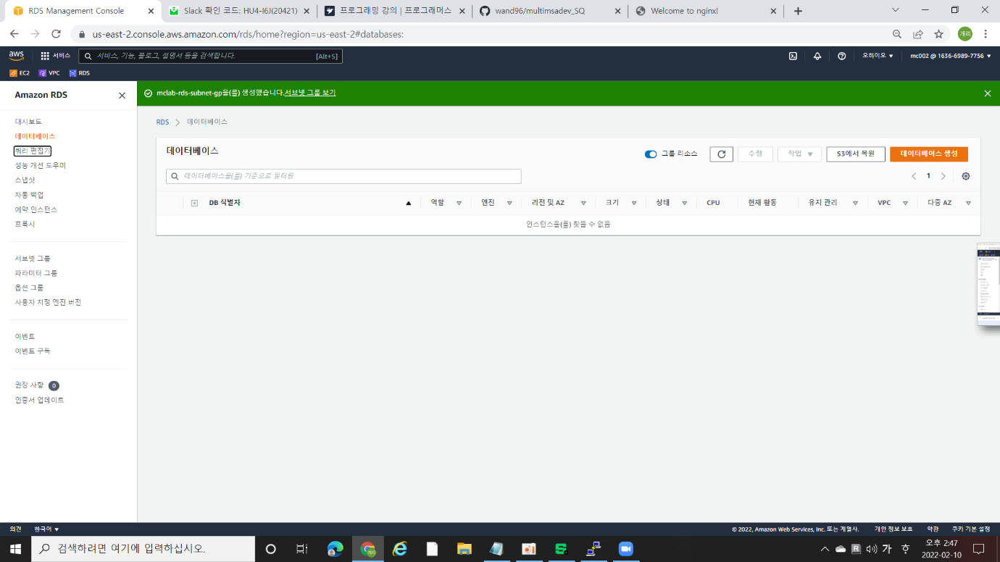 RDS Management Console
Slack 확인 코드: HU4-I6J(20421)
프로그래밍 강의 | 프로그래머스
wand96/multimsadev_SQ
Welcome to nginx!
us-east-2.console.aws.amazon.com/rds/home?region=us-east-2#databases:
개리
aws
서비스
서비스, 기능, 블로그, 설명서 등을 검색합니다.
[Alt+S]
오하이오 ▼
mc002 @ 1636-6989-7756 ▼
EC2
VPC
RDS
Amazon RDS
mclab-rds-subnet-gp을(를) 생성했습니다.서브넷 그룹 보기
대시보드
데이터베이스
쿼리 편집기
성능 개선 도우미
스냅샷
자동 백업
예약 인스턴스
프록시
서브넷 그룹
파라미터 그룹
옵션 그룹
사용자 지정 엔진 버전
이벤트
이벤트 구독
권장 사항 0
인증서 업데이트
RDS
데이터베이스
데이터베이스
그룹 리소스
수정
작업 ▼
S3에서 복원
데이터베이스 생성
데이터베이스을(를) 기준으로 필터링
1
DB 식별자
역할
엔진
리전 및 AZ
크기
상태
CPU
현재 활동
유지 관리
VPC
다중 AZ
인스턴스을(를) 찾을 수 없음
의견
한국어 ▼
© 2022, Amazon Web Services, Inc. 또는 계열사.
개인 정보 보호
약관
쿠키 기본 설정
검색하려면 여기에 입력하십시오.
개리
R
가
오후 2:47
2022-02-10